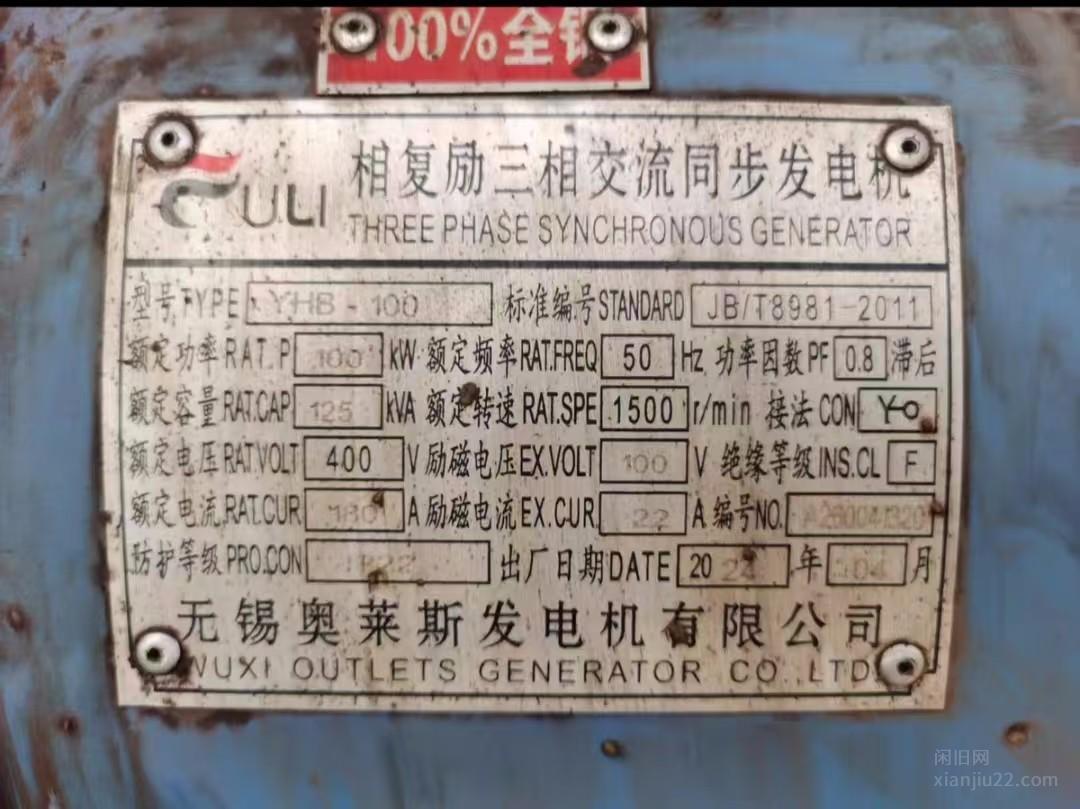 100%全铜
ULI 相复励三相交流同步发电机
THREE PHASE SYNCHRONOUS GENERATOR
型号TYPE YHB-100 标准编号STANDARD JB/T8981-2011
额定功率RAT.P 100 kW 额定频率RAT.FREQ 50 Hz 功率因数PF 0.8 滞后
额定容量RAT.CAP 125 kVA 额定转速RAT.SPE 1500 r/min 接法CON
额定电压RAT.VOLT 400 V 励磁电压EX.VOLT 100 V 绝缘等级INS.CL F
额定电流RAT.CUR 180 A 励磁电流EX.CUR. 22 A 编号NO.
防护等级PRO.CON IP22 出厂日期DATE 20 22 年 04 月
无锡奥莱斯发电机有限公司
WUXI OUTLETS GENERATOR CO.,LTD.
闲旧网
xianjiu22.com